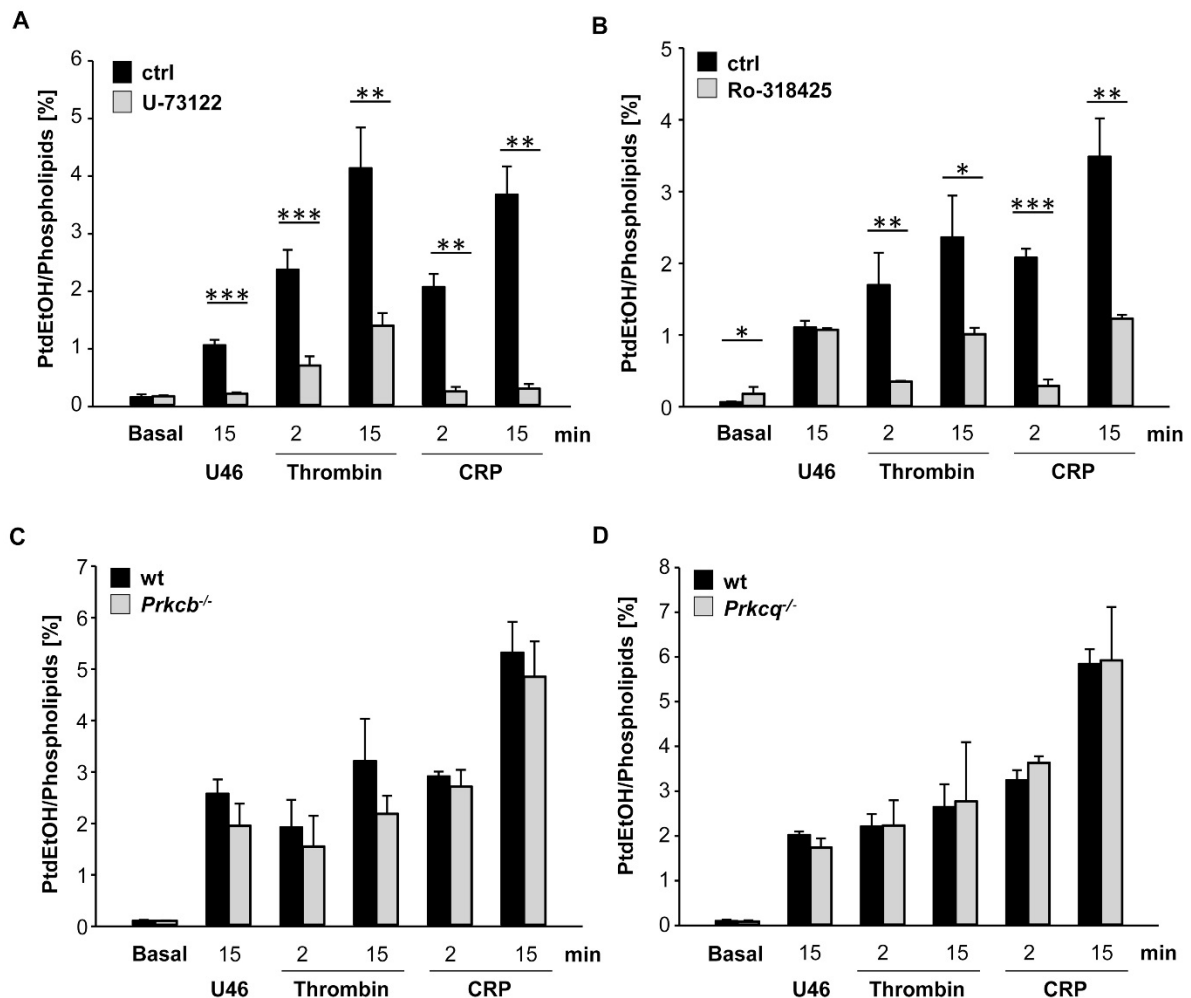 A
PtdEtOH/Phospholipids [%]
6
5
4
3
2
1
0
ctrl
U-73122
***
***
**
**
**
Basal 15 2 15 2 15 min
U46 Thrombin CRP
B
PtdEtOH/Phospholipids [%]
5
4
3
2
1
0
ctrl
Ro-318425
*
**
*
***
**
Basal 15 2 15 2 15 min
U46 Thrombin CRP
C
PtdEtOH/Phospholipids [%]
7
6
5
4
3
2
1
0
wt
Prkcb-/-
Basal 15 2 15 2 15 min
U46 Thrombin CRP
D
PtdEtOH/Phospholipids [%]
8
7
6
5
4
3
2
1
0
wt
Prkcq-/-
Basal 15 2 15 2 15 min
U46 Thrombin CRP